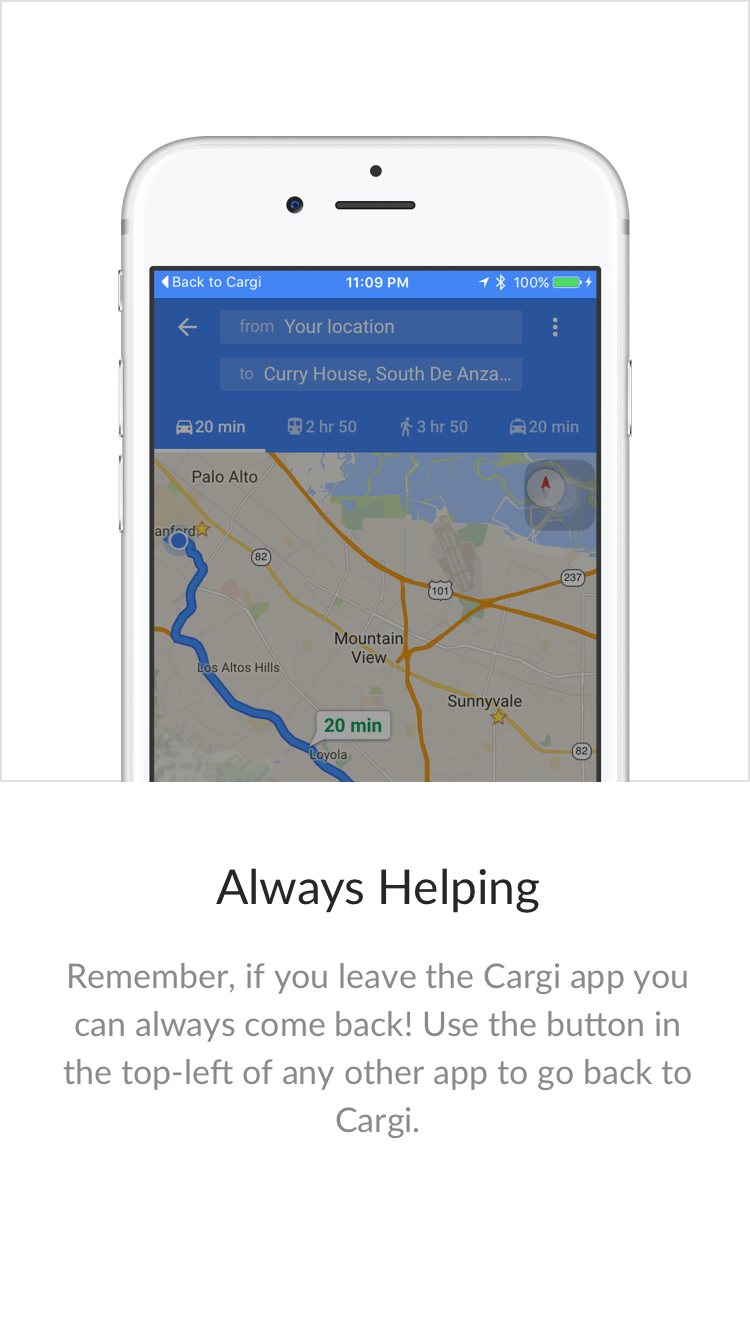 Back to Cargi 11:09 PM 100%
from Your location
to Curry House, South De Anza...
20 min 2 hr 50 3 hr 50 20 min
Palo Alto
anford
82
237
101
Mountain
View
Los Altos Hills
Sunnyvale
20 min
82
Loyola
Always Helping
Remember, if you leave the Cargi app you
can always come back! Use the button in
the top-left of any other app to go back to
Cargi.